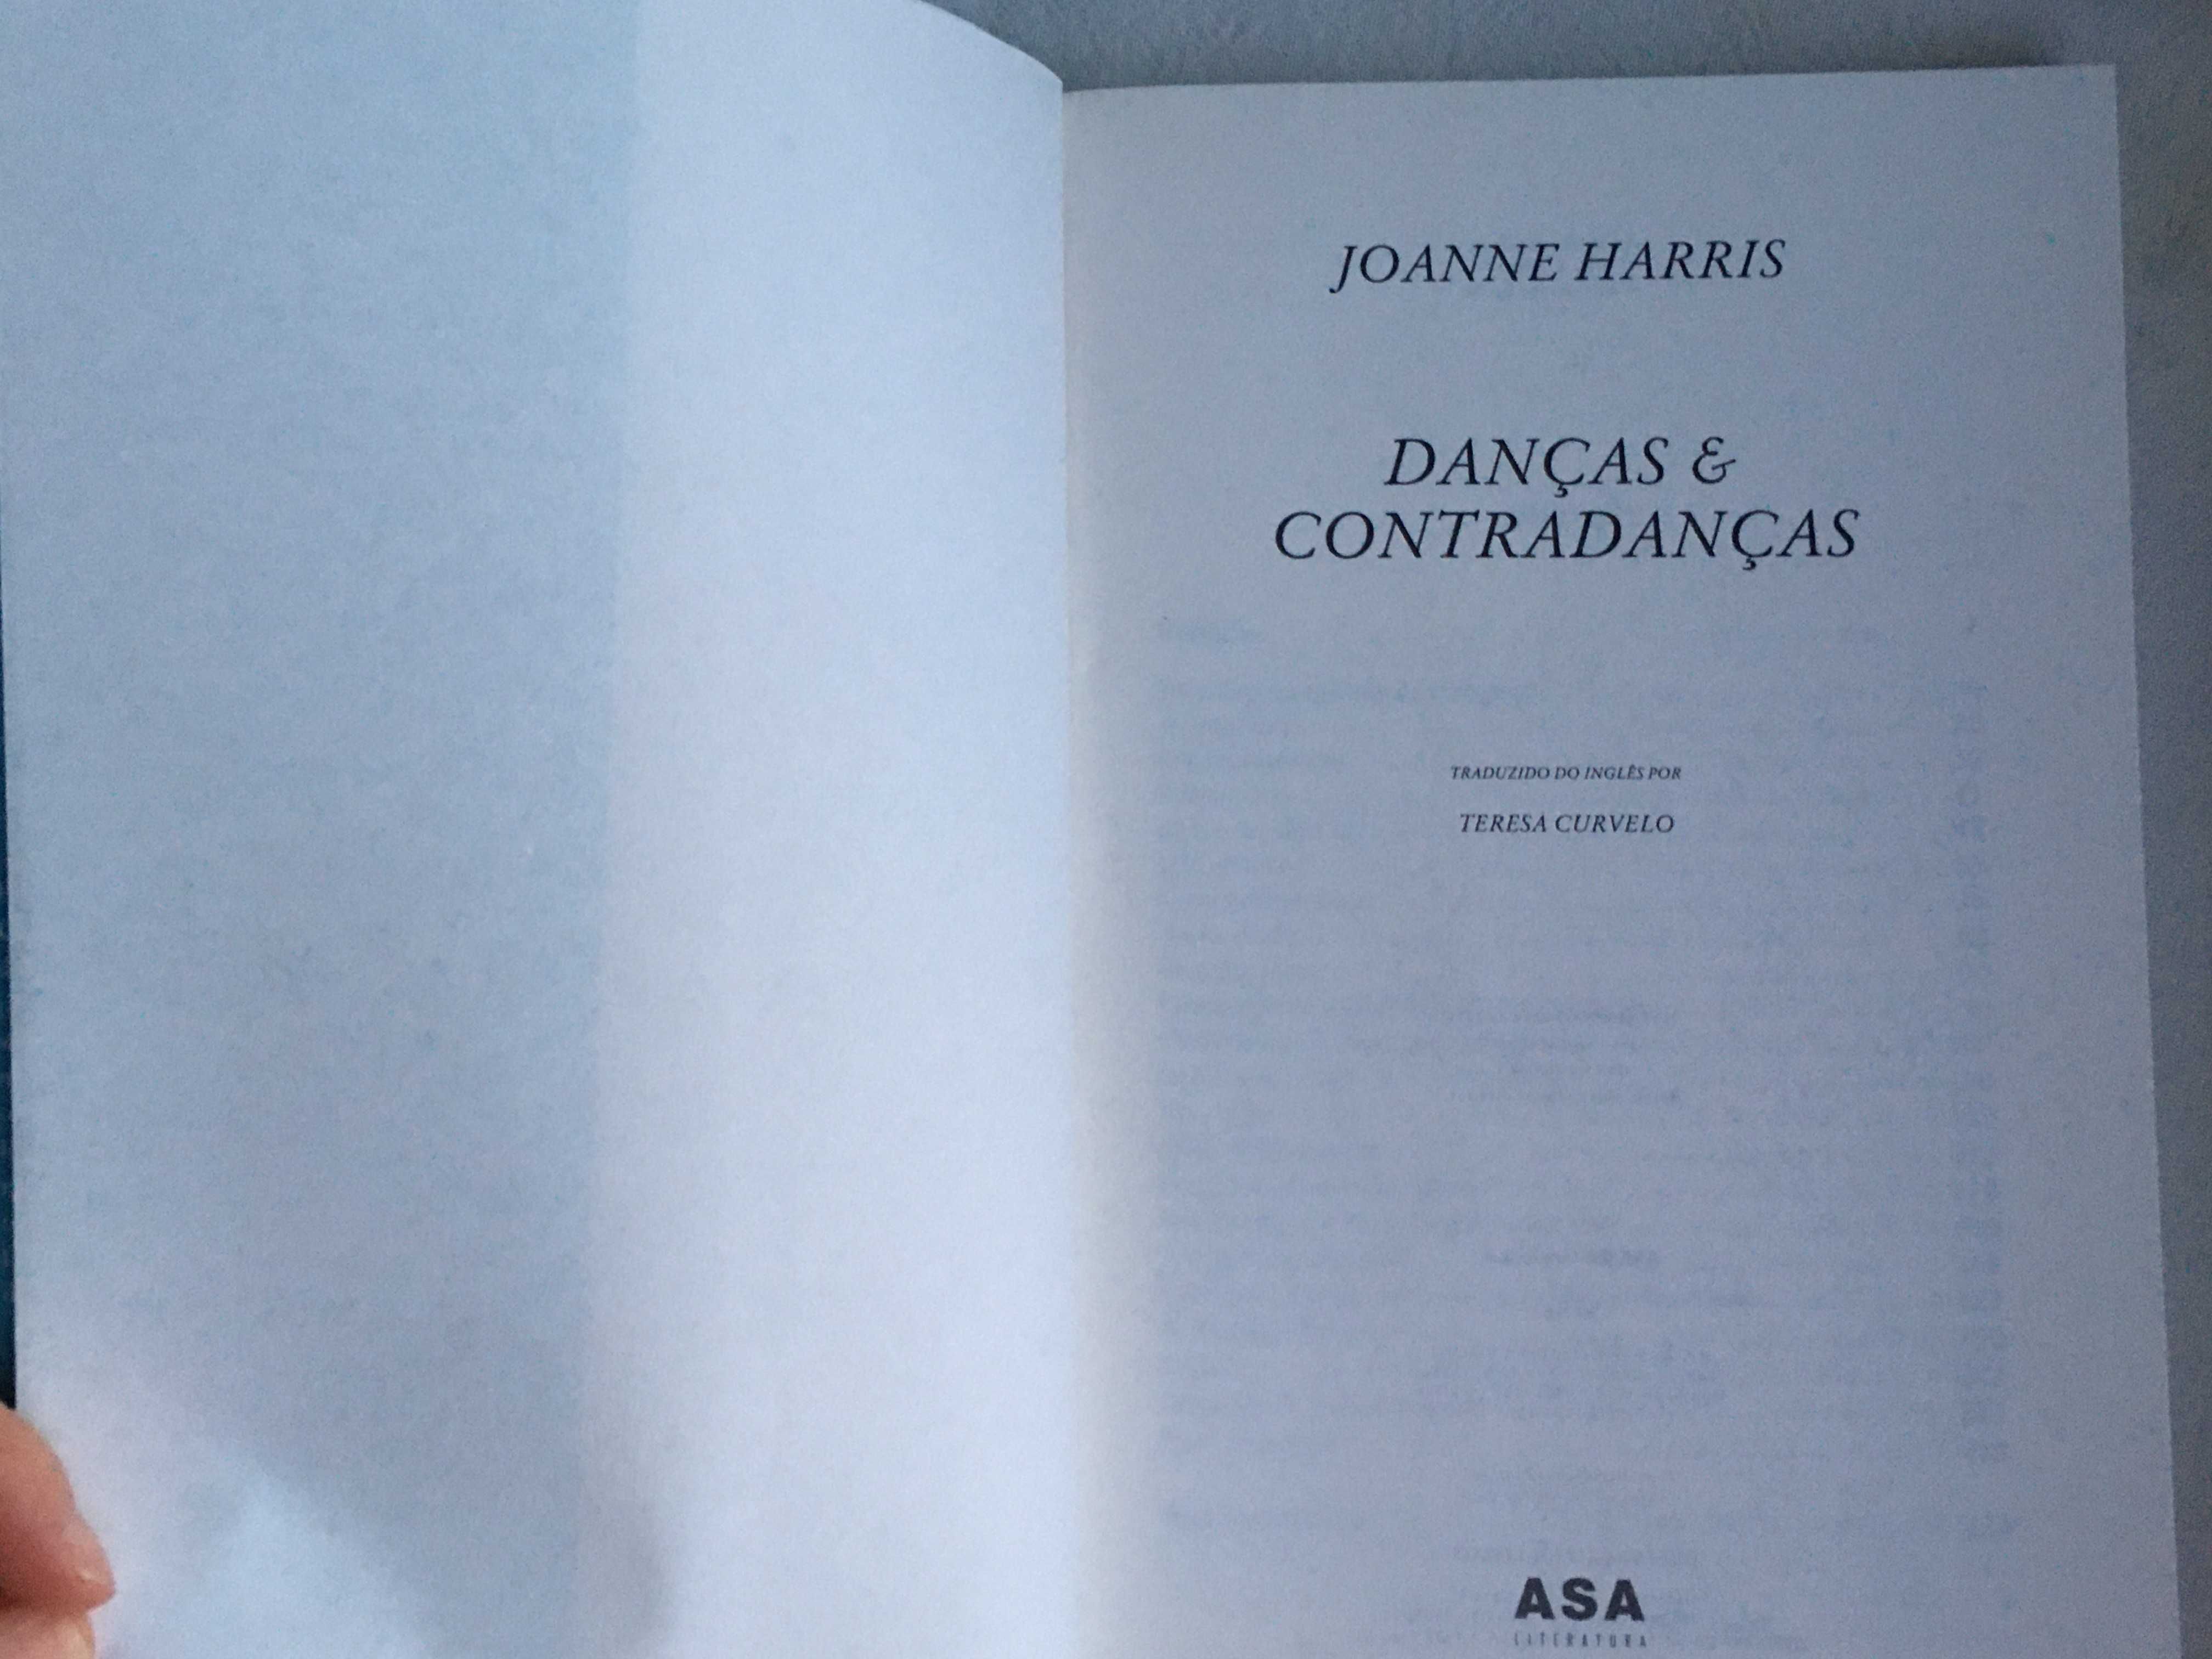 JOANNE HARRIS
DANÇAS &
CONTRADANÇAS
TRADUZIDO DO INGLÊS POR
TERESA CURVELO
ASA
LITERATURA